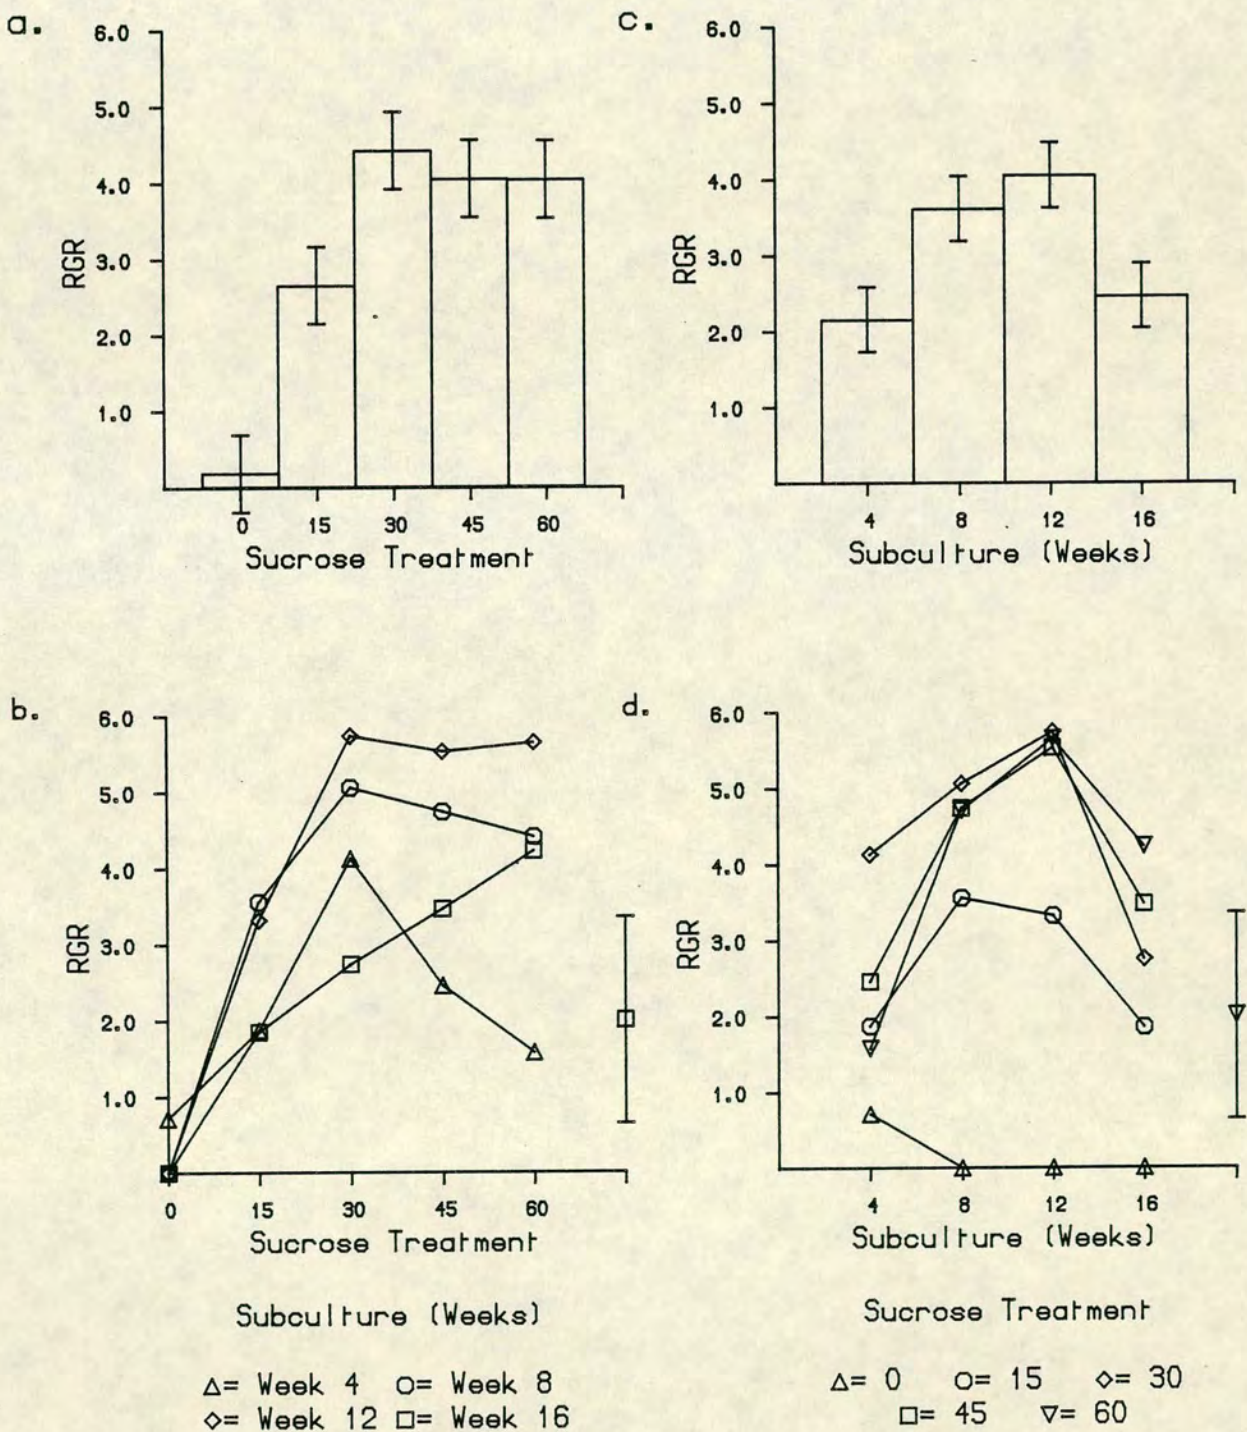 a.
6.0
5.0
4.0
3.0
2.0
1.0
RGR
0 15 30 45 60
Sucrose Treatment
c.
6.0
5.0
4.0
3.0
2.0
1.0
RGR
4 8 12 16
Subculture (Weeks)
b.
6.0
5.0
4.0
3.0
2.0
1.0
RGR
0 15 30 45 60
Sucrose Treatment
Subculture (Weeks)
△= Week 4 ○= Week 8
◇= Week 12 □= Week 16
d.
6.0
5.0
4.0
3.0
2.0
1.0
RGR
4 8 12 16
Subculture (Weeks)
Sucrose Treatment
△= 0 ○= 15 ◇= 30
□= 45 ▽= 60